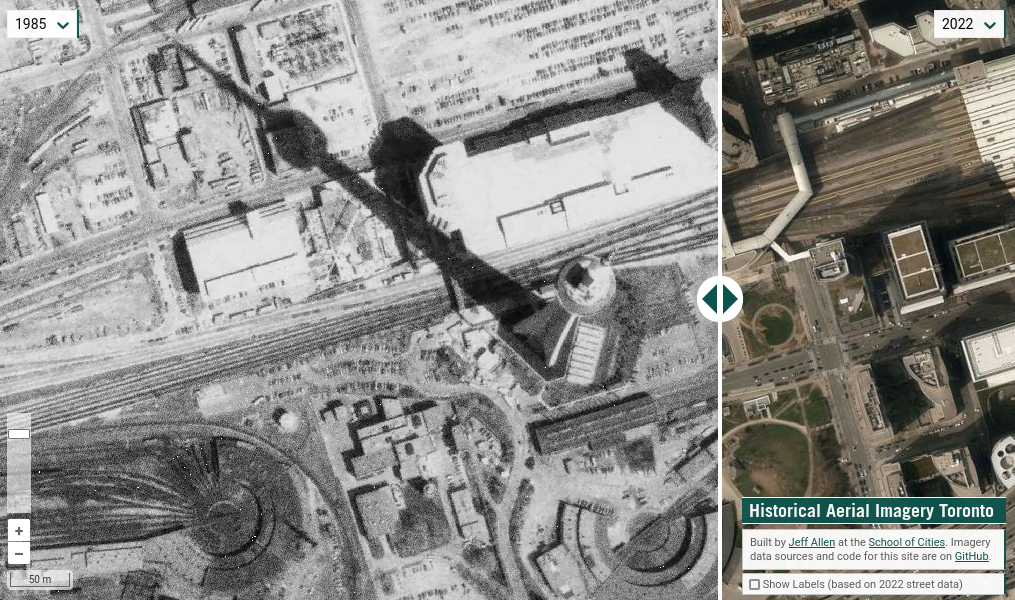 1985
2022
+
−
50 m
Historical Aerial Imagery Toronto
Built by Jeff Allen at the School of Cities. Imagery
data sources and code for this site are on GitHub.
Show Labels (based on 2022 street data)